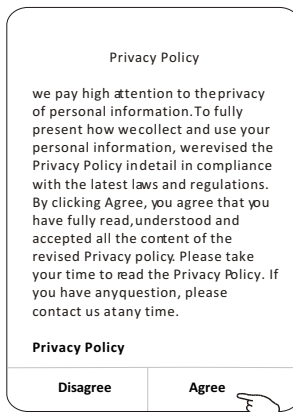 Privacy Policy
we pay high attention to theprivacy
of personal information.To fully
present how wecollect and use your
personal information, werevised the
Privacy Policy indetail in compliance
with the latest laws and regulations.
By clicking Agree, you agree that you
have fully read,understood and
accepted all the content of the
revised Privacy policy. Please take
your time to read the Privacy Policy. If
you have anyquestion, please
contact us atany time.
Privacy Policy
Disagree Agree